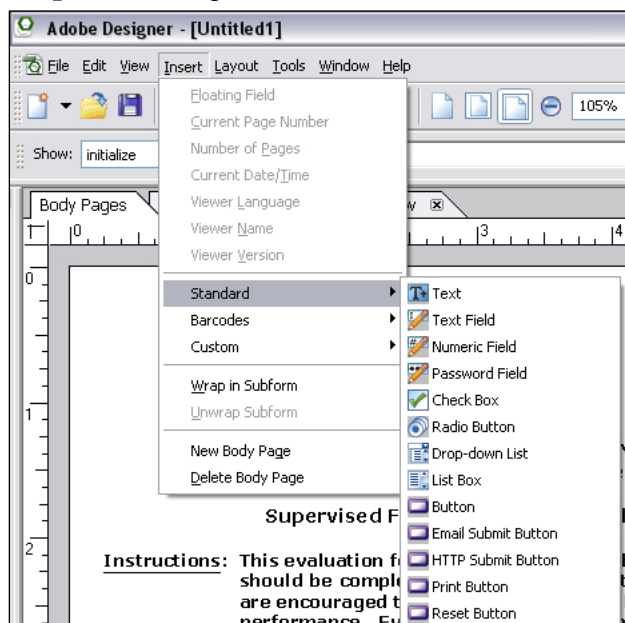 Adobe Designer - [Untitled1]
File Edit View Insert Layout Tools Window Help
105%
Show: initialize
Floating Field
Current Page Number
Number of Pages
Current Date/Time
Viewer Language
Viewer Name
Viewer Version
Standard
Barcodes
Custom
Wrap in Subform
Unwrap Subform
New Body Page
Delete Body Page
Text
Text Field
Numeric Field
Password Field
Check Box
Radio Button
Drop-down List
List Box
Button
Email Submit Button
HTTP Submit Button
Print Button
Reset Button
Body Pages
0 3 4
0
1
2
Supervised F
Instructions: This evaluation f
should be comple
are encouraged t
performance. Ev